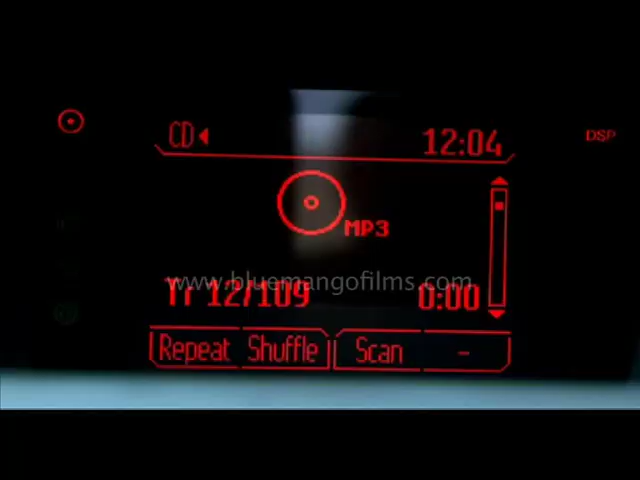 CD 12:04 DSP
MP3
www.bluemangofilms.com
Tr 12/109 0:00
Repeat Shuffle Scan -